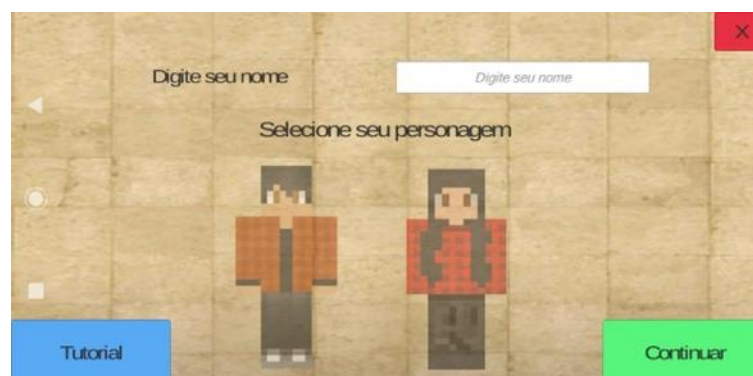 X
Digite seu nome Digite seu nome
Selecione seu personagem
Tutorial Continuar